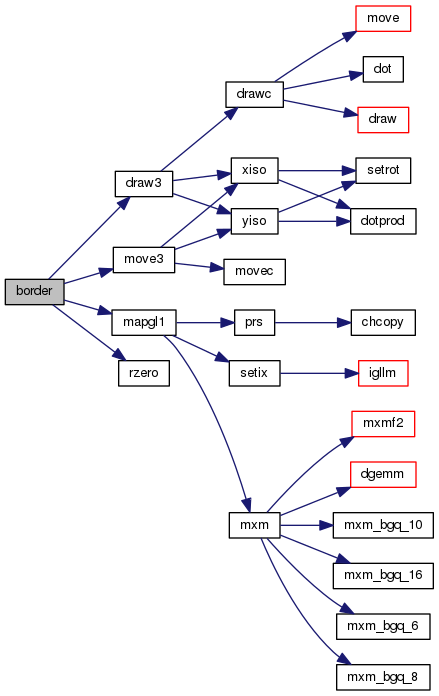 move
dot
drawc
draw
xiso
setrot
draw3
yiso
dotprod
move3
movec
border
mapgl1
prs
chcopy
rzero
setix
igllm
mxmf2
dgemm
mxm
mxm_bgq_10
mxm_bgq_16
mxm_bgq_6
mxm_bgq_8